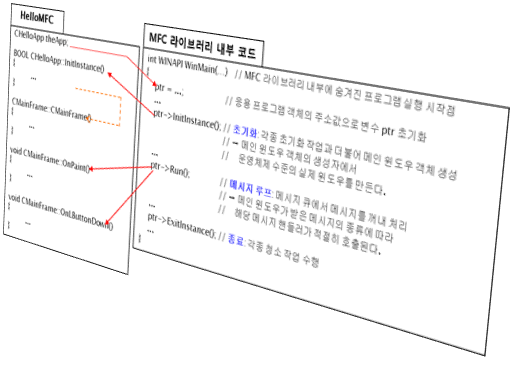 HelloMFC
CHelloApp theApp;
BOOL CHelloApp::InitInstance()
{
...
}
CMainFrame::CMainFrame()
{
...
}
void CMainFrame::OnPaint()
{
...
}
void CMainFrame::OnLButtonDown()
{
...
}
MFC 라이브러리 내부 코드
int WINAPI WinMain(...) // MFC 라이브러리 내부에 숨겨진 프로그램 실행 시작점
{
ptr = ...; // 응용 프로그램 객체의 주소값으로 변수 ptr 초기화
...
ptr->InitInstance(); // 초기화: 각종 초기화 작업과 더불어 메인 윈도우 객체 생성
// - 메인 윈도우 객체의 생성자에서
// 운영체제 수준의 실제 윈도우를 만든다.
...
ptr->Run(); // 메시지 루프: 메시지 큐에서 메시지를 꺼내 처리
// - 메인 윈도우가 받은 메시지의 종류에 따라
// 해당 메시지 핸들러가 적절히 호출된다.
...
ptr->ExitInstance(); // 종료: 각종 청소 작업 수행
...
}